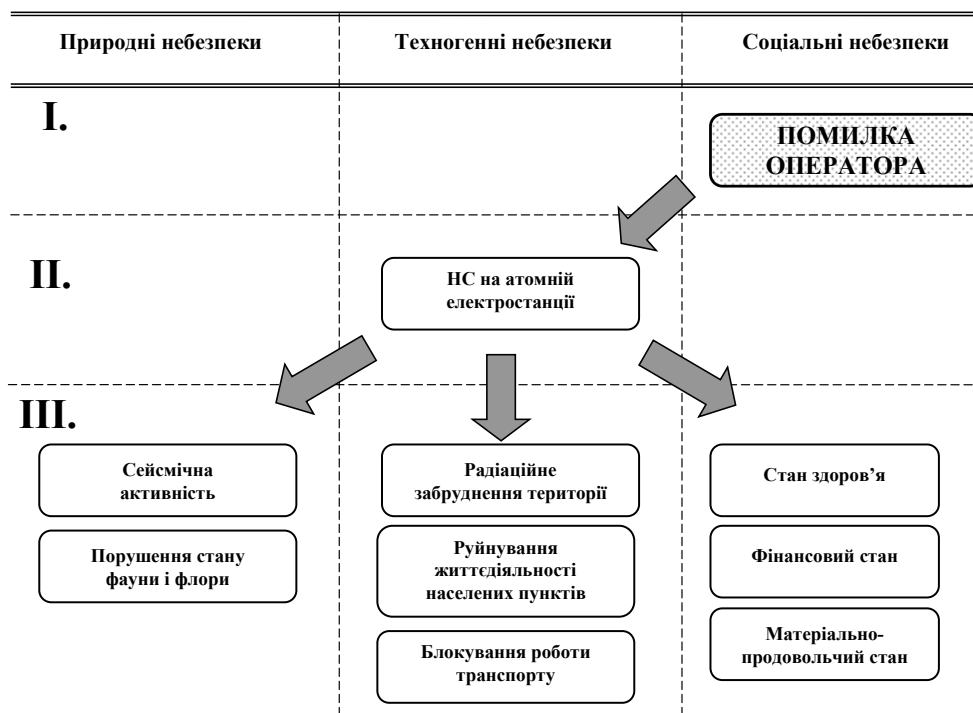 Природні небезпеки
Техногенні небезпеки
Соціальні небезпеки
I.
ПОМИЛКА
ОПЕРАТОРА
II.
НС на атомній
електростанції
III.
Сейсмічна
активність
Порушення стану
фауни і флори
Радіаційне
забруднення території
Руйнування
життєдіяльності
населених пунктів
Блокування роботи
транспорту
Стан здоров’я
Фінансовий стан
Матеріально-
продовольчий стан